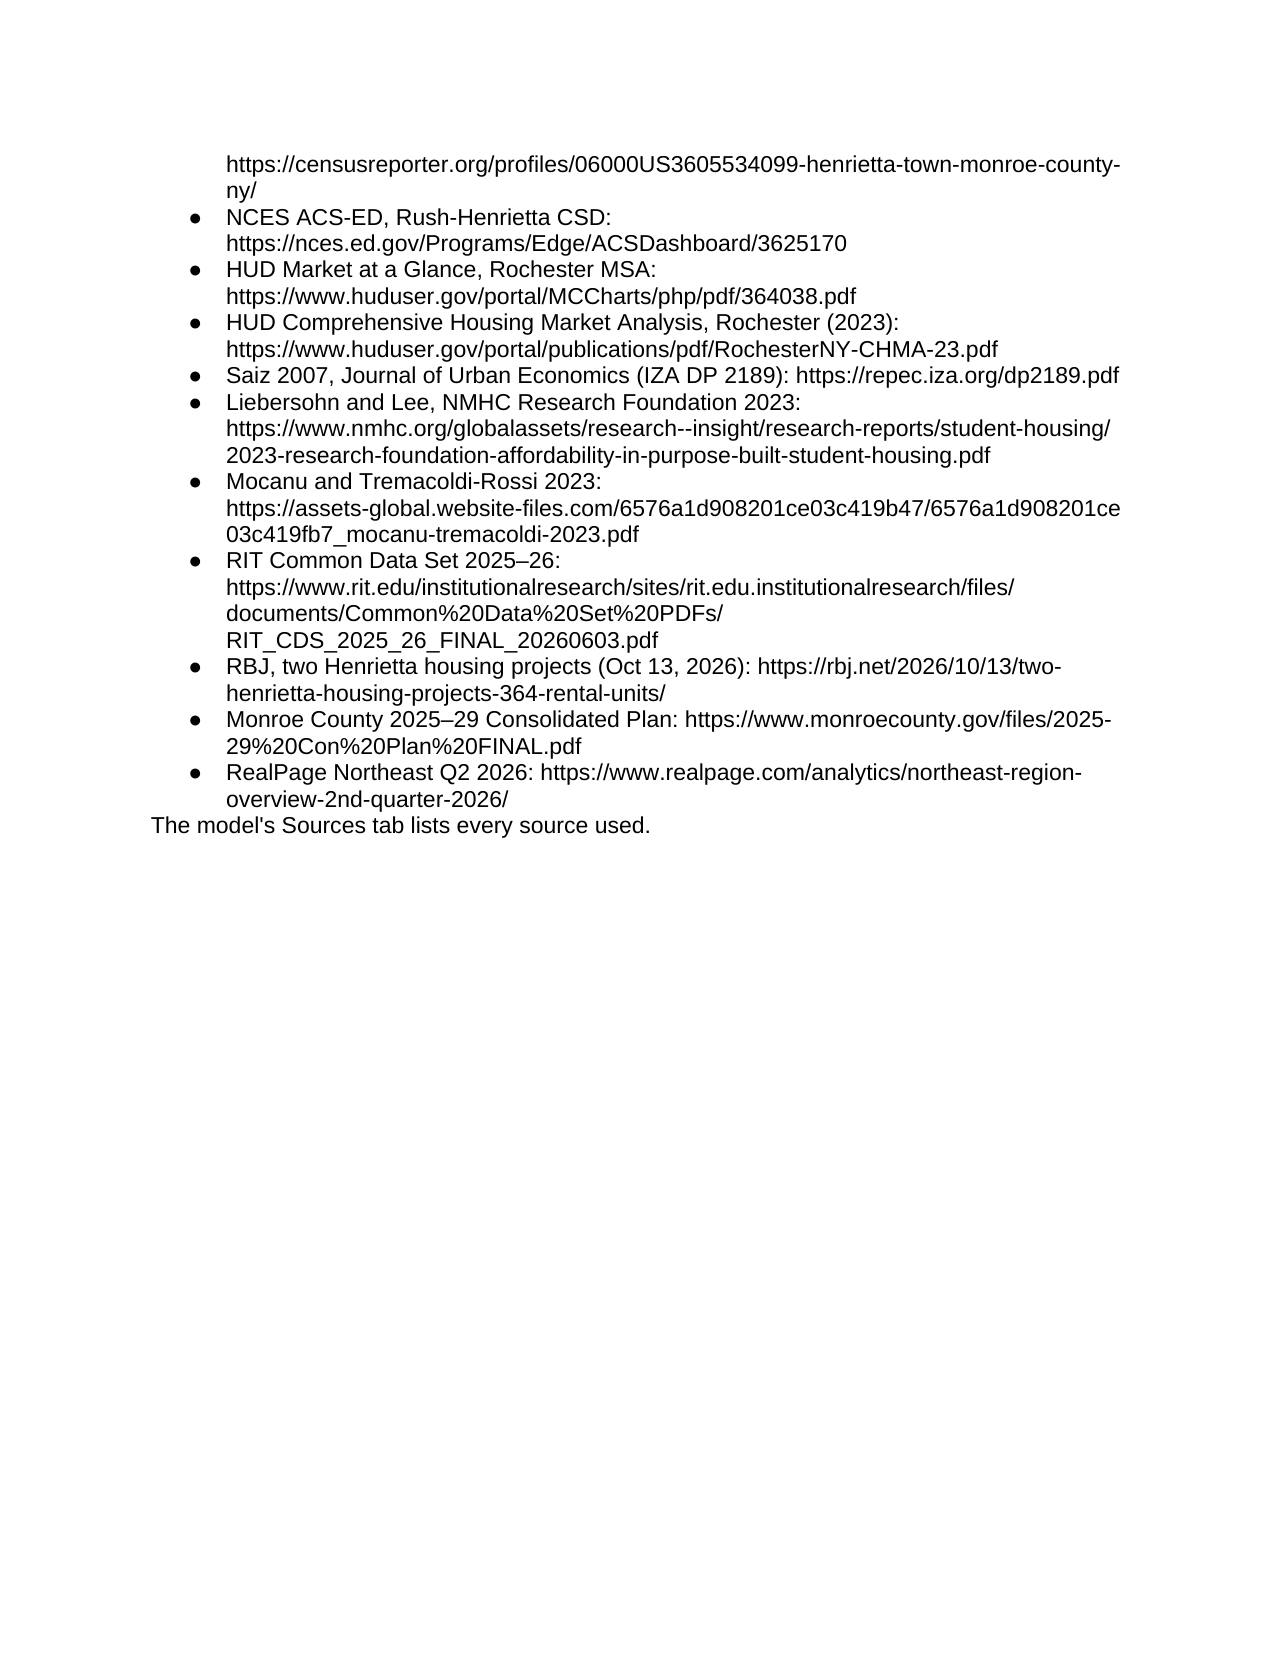 https://censusreporter.org/profiles/06000US3605534099-henrietta-town-monroe-county-
ny/
● NCES ACS-ED, Rush-Henrietta CSD:
https://nces.ed.gov/Programs/Edge/ACSDashboard/3625170
● HUD Market at a Glance, Rochester MSA:
https://www.huduser.gov/portal/MCCharts/php/pdf/364038.pdf
● HUD Comprehensive Housing Market Analysis, Rochester (2023):
https://www.huduser.gov/portal/publications/pdf/RochesterNY-CHMA-23.pdf
● Saiz 2007, Journal of Urban Economics (IZA DP 2189): https://repec.iza.org/dp2189.pdf
● Liebersohn and Lee, NMHC Research Foundation 2023:
https://www.nmhc.org/globalassets/research--insight/research-reports/student-housing/
2023-research-foundation-affordability-in-purpose-built-student-housing.pdf
● Mocanu and Tremacoldi-Rossi 2023:
https://assets-global.website-files.com/6576a1d908201ce03c419b47/6576a1d908201ce
03c419fb7_mocanu-tremacoldi-2023.pdf
● RIT Common Data Set 2025–26:
https://www.rit.edu/institutionalresearch/sites/rit.edu.institutionalresearch/files/
documents/Common%20Data%20Set%20PDFs/
RIT_CDS_2025_26_FINAL_20260603.pdf
● RBJ, two Henrietta housing projects (Oct 13, 2026): https://rbj.net/2026/10/13/two-
henrietta-housing-projects-364-rental-units/
● Monroe County 2025–29 Consolidated Plan: https://www.monroecounty.gov/files/2025-
29%20Con%20Plan%20FINAL.pdf
● RealPage Northeast Q2 2026: https://www.realpage.com/analytics/northeast-region-
overview-2nd-quarter-2026/
The model's Sources tab lists every source used.